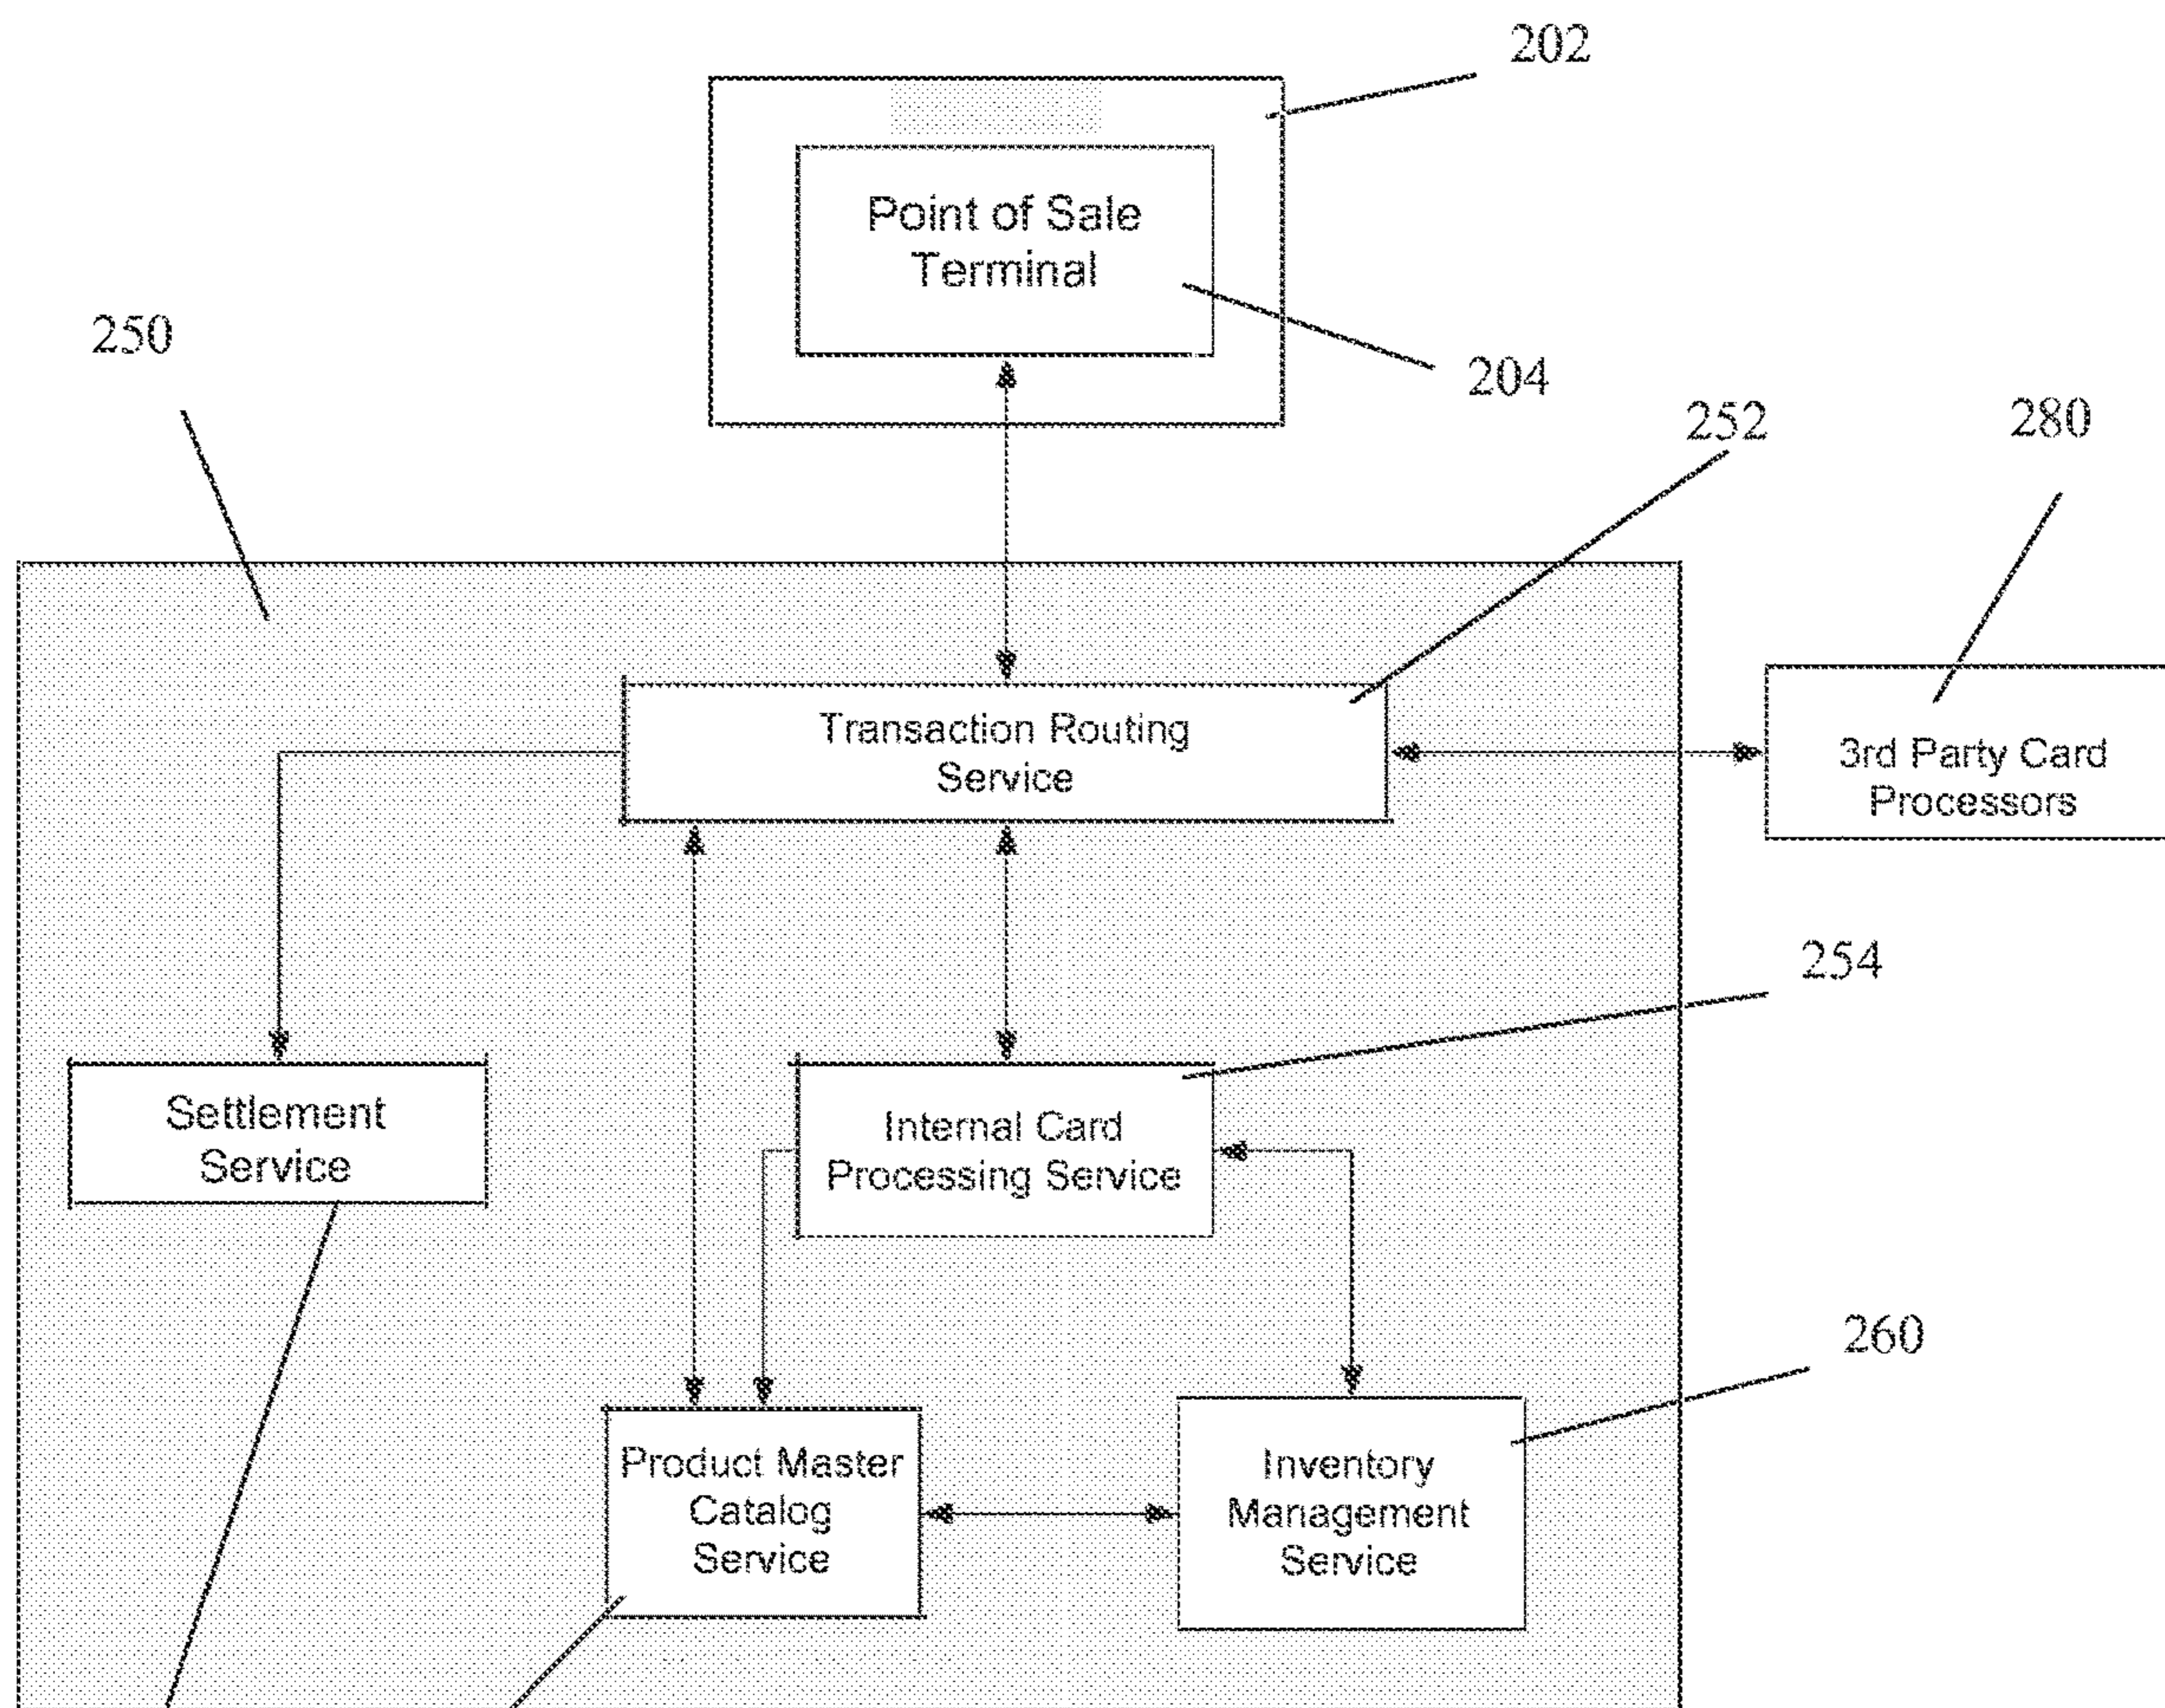 202
Point of Sale
Terminal
250
204
252
280
Transaction Routing
Service
3rd Party Card
Processors
254
Settlement
Service
Internal Card
Processing Service
260
Product Master
Catalog
Service
Inventory
Management
Service